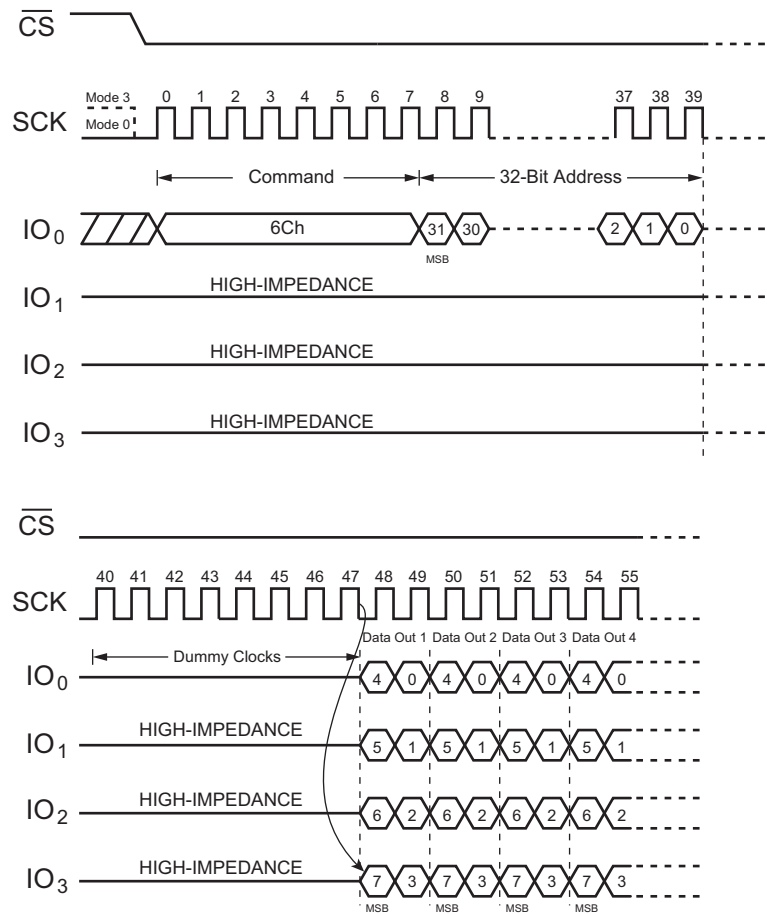 CS
Mode 3 0 1 2 3 4 5 6 7 8 9 37 38 39
SCK Mode 0
Command 32-Bit Address
IO0 6Ch 31 30 2 1 0
MSB
HIGH-IMPEDANCE
IO1
HIGH-IMPEDANCE
IO2
HIGH-IMPEDANCE
IO3
CS
40 41 42 43 44 45 46 47 48 49 50 51 52 53 54 55
SCK
Data Out 1 Data Out 2 Data Out 3 Data Out 4
Dummy Clocks
IO0 4 0 4 0 4 0 4 0
HIGH-IMPEDANCE
IO1 5 1 5 1 5 1 5 1
HIGH-IMPEDANCE
IO2 6 2 6 2 6 2 6 2
HIGH-IMPEDANCE
IO3 7 3 7 3 7 3 7 3
MSB MSB MSB MSB